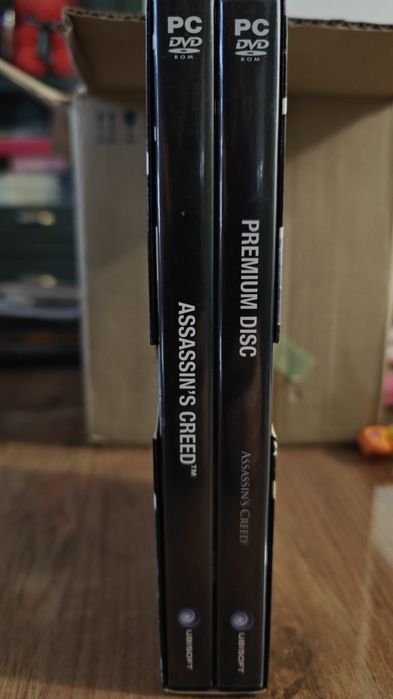 PC
DVD
ROM
ASSASSIN'S CREED™
UBISOFT
PC
DVD
ROM
PREMIUM DISC
ASSASSIN'S CREED
UBISOFT